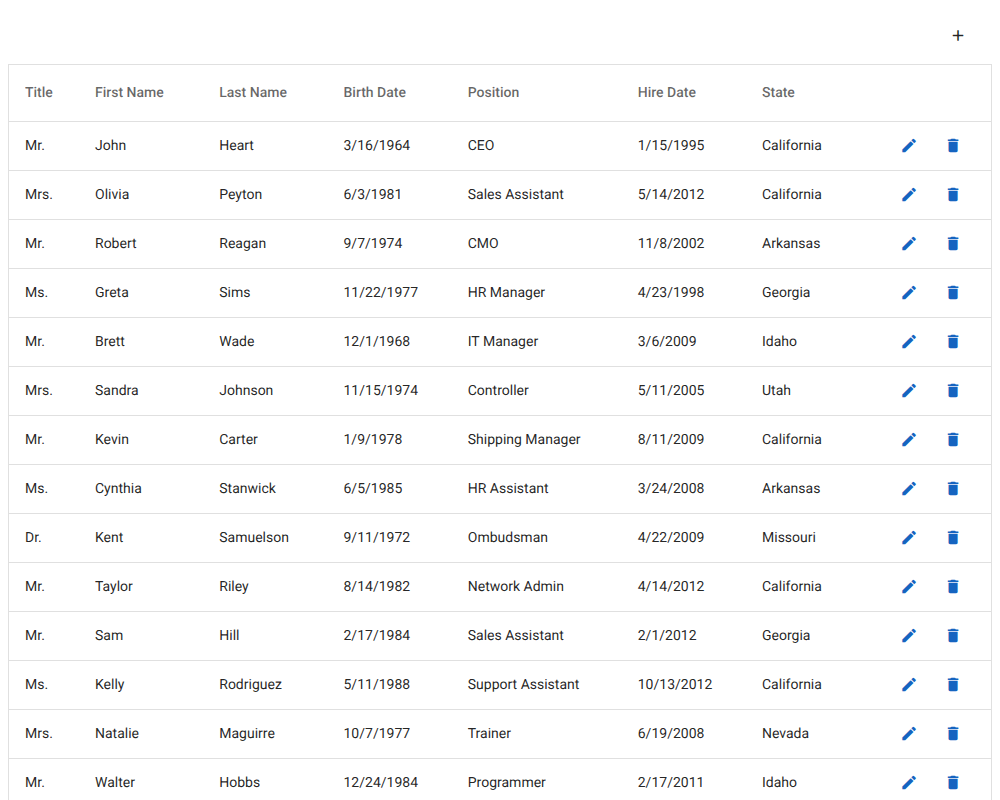 +
Title First Name Last Name Birth Date Position Hire Date State
Mr. John Heart 3/16/1964 CEO 1/15/1995 California
Mrs. Olivia Peyton 6/3/1981 Sales Assistant 5/14/2012 California
Mr. Robert Reagan 9/7/1974 CMO 11/8/2002 Arkansas
Ms. Greta Sims 11/22/1977 HR Manager 4/23/1998 Georgia
Mr. Brett Wade 12/1/1968 IT Manager 3/6/2009 Idaho
Mrs. Sandra Johnson 11/15/1974 Controller 5/11/2005 Utah
Mr. Kevin Carter 1/9/1978 Shipping Manager 8/11/2009 California
Ms. Cynthia Stanwick 6/5/1985 HR Assistant 3/24/2008 Arkansas
Dr. Kent Samuelson 9/11/1972 Ombudsman 4/22/2009 Missouri
Mr. Taylor Riley 8/14/1982 Network Admin 4/14/2012 California
Mr. Sam Hill 2/17/1984 Sales Assistant 2/1/2012 Georgia
Ms. Kelly Rodriguez 5/11/1988 Support Assistant 10/13/2012 California
Mrs. Natalie Maguirre 10/7/1977 Trainer 6/19/2008 Nevada
Mr. Walter Hobbs 12/24/1984 Programmer 2/17/2011 Idaho